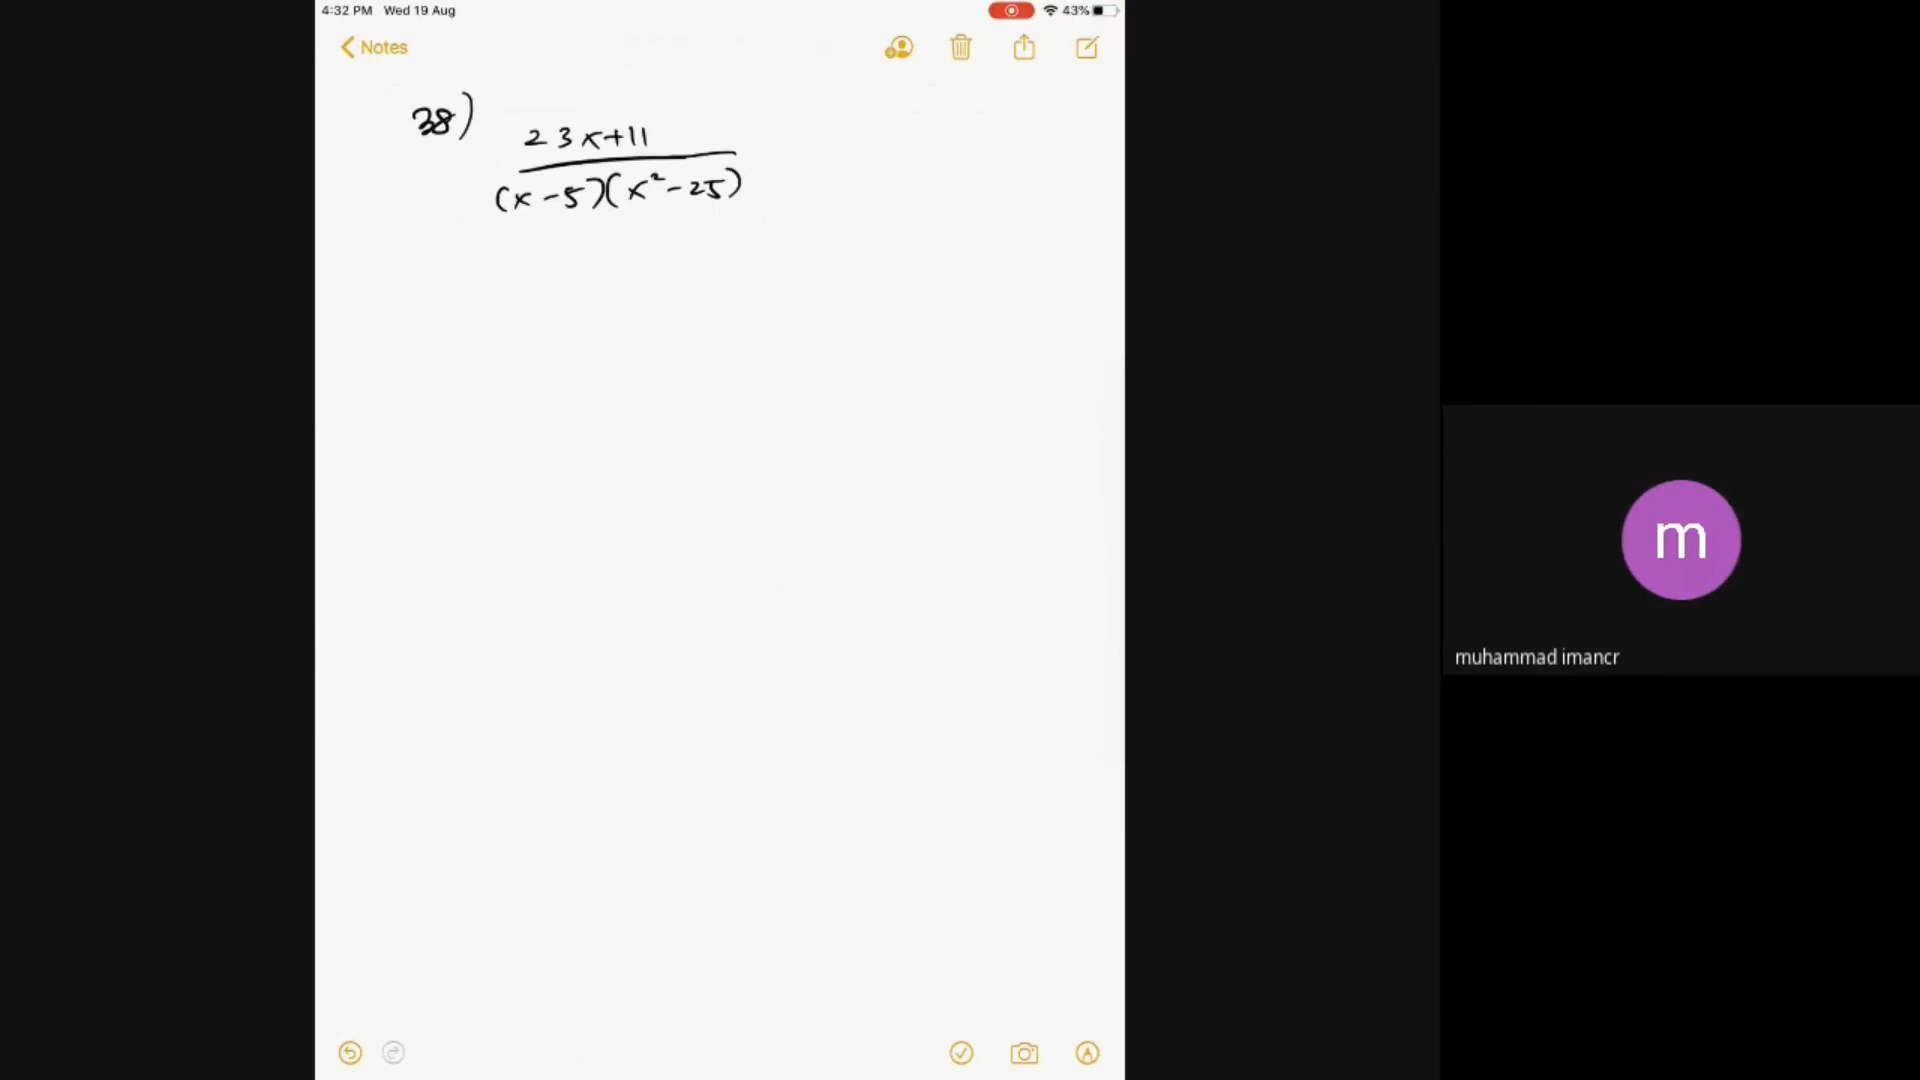 4:32 PM Wed 19 Aug
43%
Notes
38)
23x+11
(x-5)(x²-25)
m
muhammad imancr